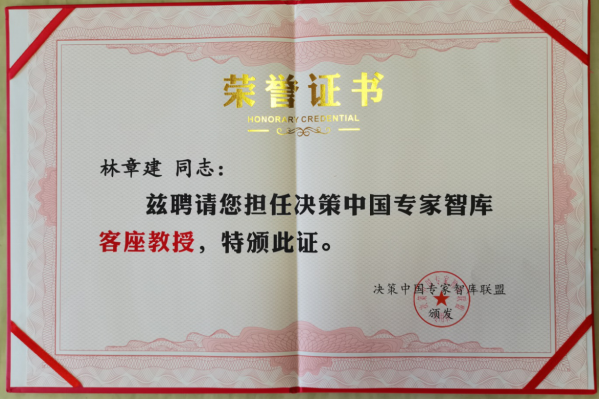 荣誉证书
HONORARY CREDENTIAL
林章建 同志：
兹聘请您担任决策中国专家智库
客座教授，特颁此证。
决策中国专家智库联盟
颁发